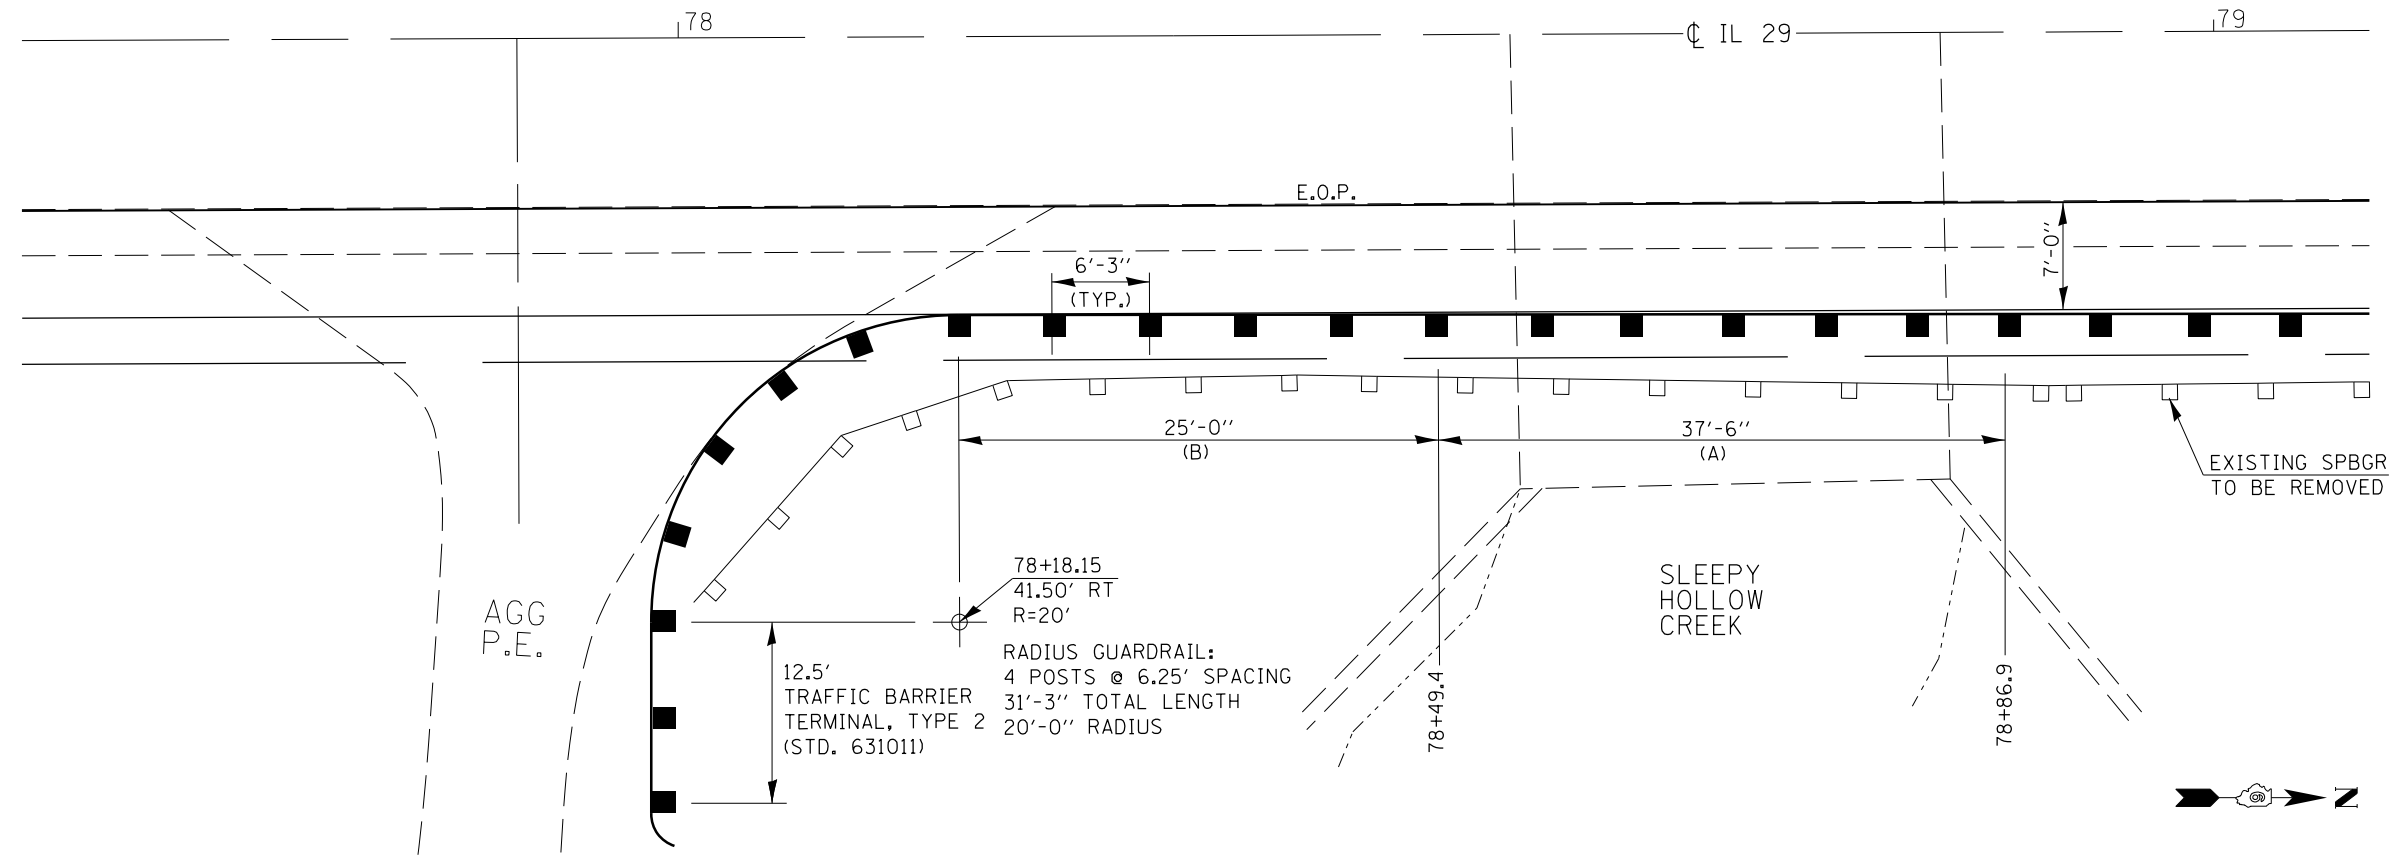 78
℄ IL 29
79
E.O.P.
6'-3''
(TYP.)
7'-0''
25'-0''
(B)
37'-6''
(A)
EXISTING SPBGR
TO BE REMOVED
78+18.15
41.50' RT
R=20'
AGG
P.E.
SLEEPY
HOLLOW
CREEK
12.5'
TRAFFIC BARRIER
TERMINAL, TYPE 2
(STD. 631011)
RADIUS GUARDRAIL:
4 POSTS @ 6.25' SPACING
31'-3'' TOTAL LENGTH
20'-0'' RADIUS
78+49.4
78+86.9
N